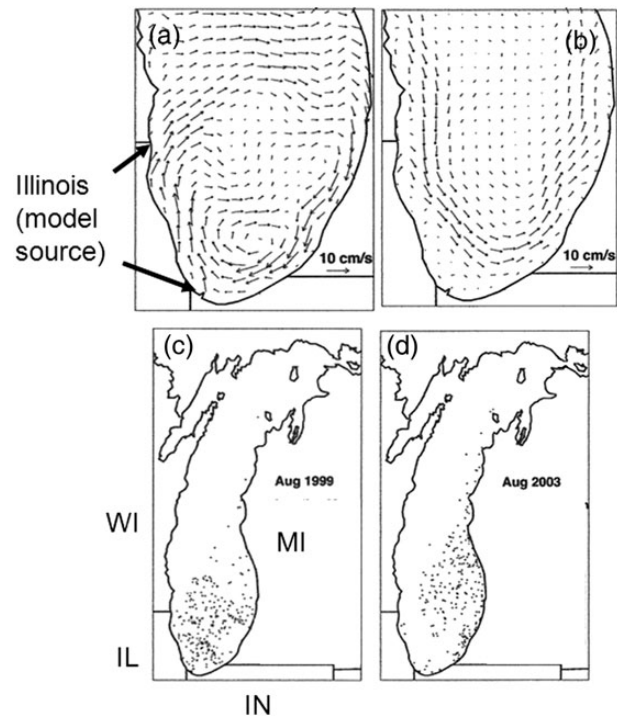 (a)
(b)
Illinois
(model
source)
10 cm/s
10 cm/s
(c)
(d)
Aug 1999
Aug 2003
WI
MI
IL
IN